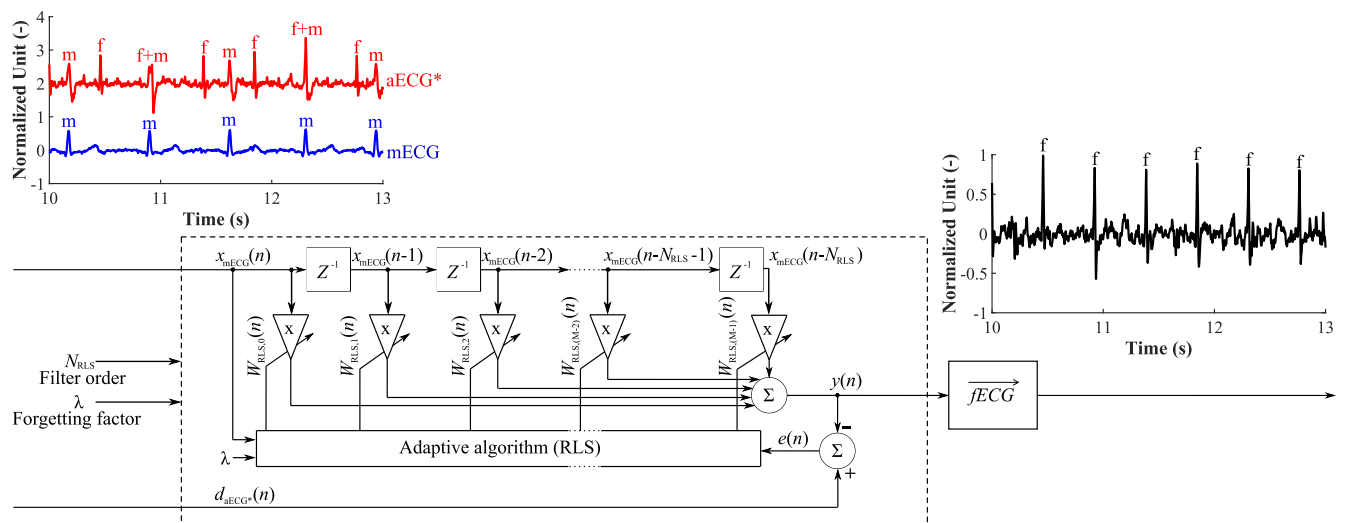 Normalized Unit (-)
4
3
2
1
0
-1
m f f+m f m f f+m f m
aECG*
m m m m m
mECG
10 11 12 13
Time (s)
Normalized Unit (-)
1
0.5
0
-0.5
-1
f f f f f f
10 11 12 13
Time (s)
x_mECG(n) Z⁻¹ x_mECG(n-1) Z⁻¹ x_mECG(n-2) x_mECG(n-N_RLS-1) Z⁻¹ x_mECG(n-N_RLS)
W_RLS,0(n) x W_RLS,1(n) x W_RLS,2(n) x W_RLS,(M-2)(n) x W_RLS,(M-1)(n) x
N_RLS
Filter order
λ
Forgetting factor
Σ y(n) fECG
Adaptive algorithm (RLS)
λ
e(n) Σ - +
d_aECG*(n)